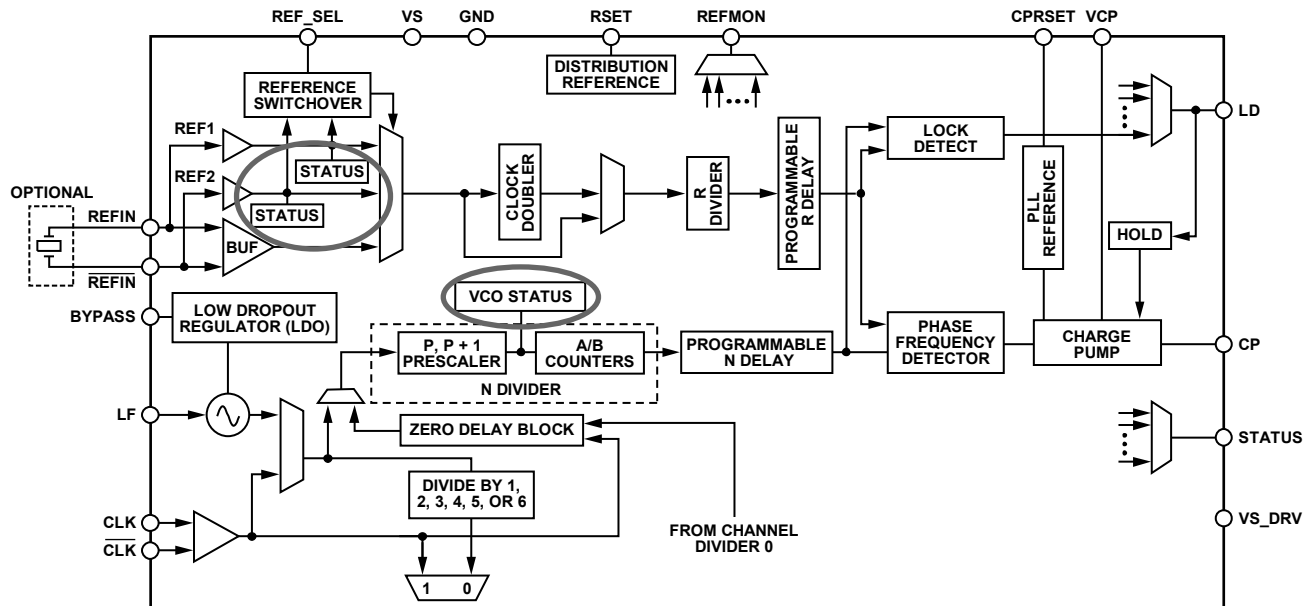 REF_SEL
VS
GND
RSET
REFMON
CPRSET
VCP
DISTRIBUTION
REFERENCE
REFERENCE
SWITCHOVER
REF1
STATUS
REF2
STATUS
BUF
OPTIONAL
REFIN
REFIN
CLOCK
DOUBLER
R
DIVIDER
PROGRAMMABLE
R DELAY
LOCK
DETECT
LD
PLL
REFERENCE
HOLD
BYPASS
LOW DROPOUT
REGULATOR (LDO)
VCO STATUS
P, P + 1
PRESCALER
A/B
COUNTERS
N DIVIDER
PROGRAMMABLE
N DELAY
PHASE
FREQUENCY
DETECTOR
CHARGE
PUMP
CP
LF
ZERO DELAY BLOCK
STATUS
DIVIDE BY 1,
2, 3, 4, 5, OR 6
CLK
CLK
FROM CHANNEL
DIVIDER 0
VS_DRV
1 0